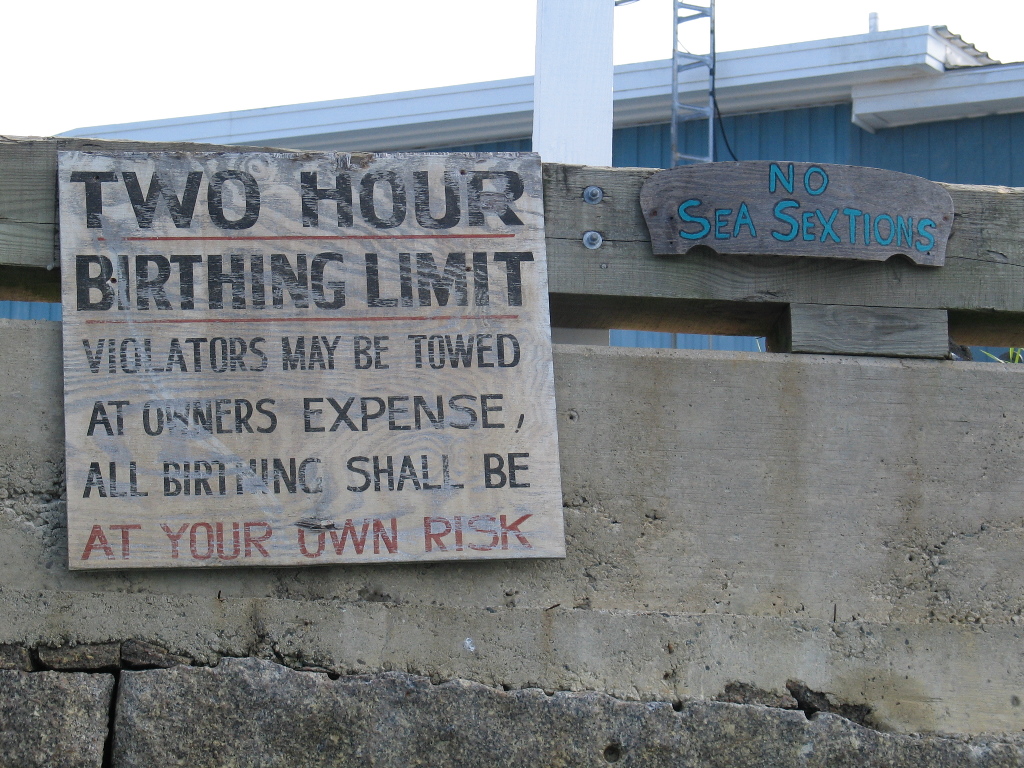 TWO HOUR
BIRTHING LIMIT
VIOLATORS MAY BE TOWED
AT OWNERS EXPENSE,
ALL BIRTHING SHALL BE
AT YOUR OWN RISK
NO
SEA SEXTIONS